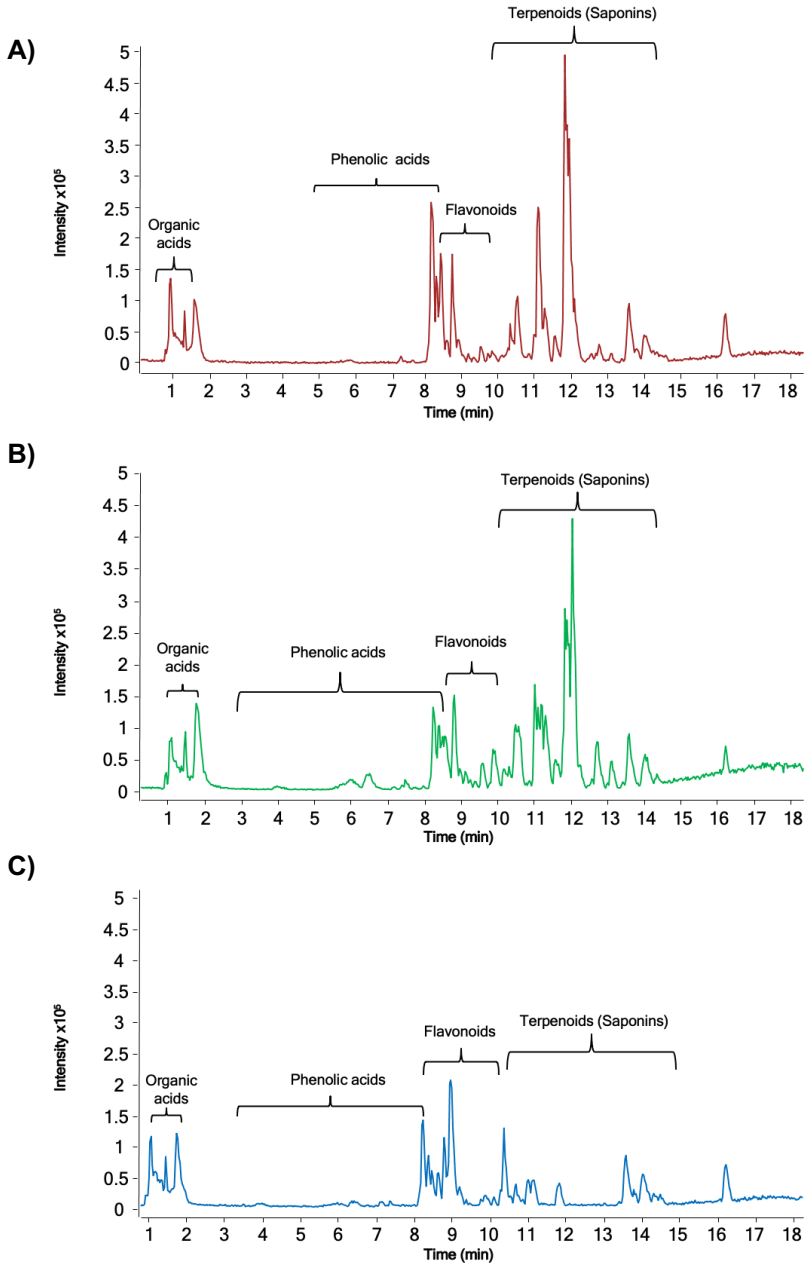 A)
Terpenoids (Saponins)
Phenolic acids
Flavonoids
Organic
acids
Intensity x10⁵
5
4.5
4
3.5
3
2.5
2
1.5
1
0.5
0
1 2 3 4 5 6 7 8 9 10 11 12 13 14 15 16 17 18
Time (min)
B)
Terpenoids (Saponins)
Flavonoids
Organic
acids
Phenolic acids
Intensity x10⁵
5
4.5
4
3.5
3
2.5
2
1.5
1
0.5
0
1 2 3 4 5 6 7 8 9 10 11 12 13 14 15 16 17 18
Time (min)
C)
Terpenoids (Saponins)
Flavonoids
Organic
acids
Phenolic acids
Intensity x10⁵
5
4.5
4
3.5
3
2.5
2
1.5
1
0.5
0
1 2 3 4 5 6 7 8 9 10 11 12 13 14 15 16 17 18
Time (min)